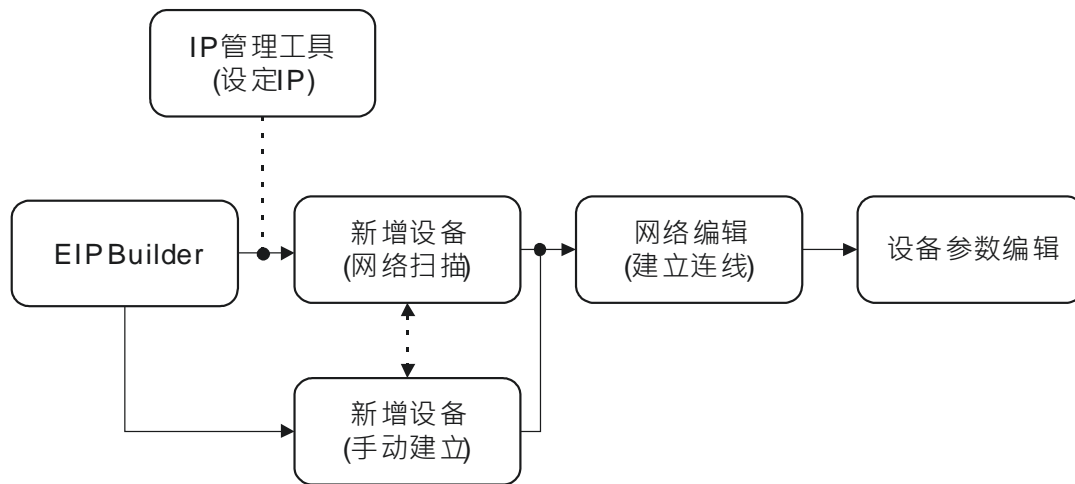 IP管理工具
(设定IP)
EIPBuilder
新增设备
(网络扫描)
网络编辑
(建立连线)
设备参数编辑
新增设备
(手动建立)